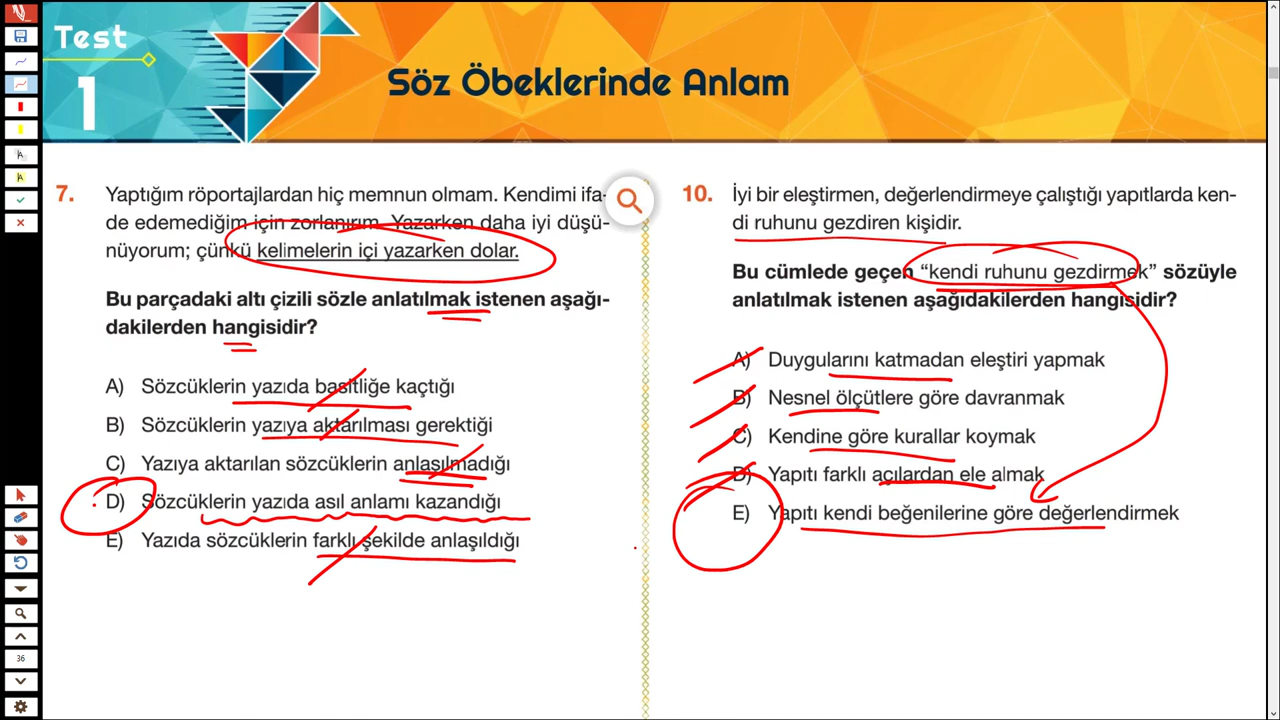 Test
1
Söz Öbeklerinde Anlam
7. Yaptığım röportajlardan hiç memnun olmam. Kendimi ifa-
de edemediğim için zorlanırım. Yazarken daha iyi düşü-
nüyorum; çünkü kelimelerin içi yazarken dolar.
Bu parçadaki altı çizili sözle anlatılmak istenen aşağı-
dakilerden hangisidir?
A) Sözcüklerin yazıda basitliğe kaçtığı
B) Sözcüklerin yazıya aktarılması gerektiği
C) Yazıya aktarılan sözcüklerin anlaşılmadığı
D) Sözcüklerin yazıda asıl anlamı kazandığı
E) Yazıda sözcüklerin farklı şekilde anlaşıldığı
10. İyi bir eleştirmen, değerlendirmeye çalıştığı yapıtlarda ken-
di ruhunu gezdiren kişidir.
Bu cümlede geçen “kendi ruhunu gezdirmek” sözüyle
anlatılmak istenen aşağıdakilerden hangisidir?
A) Duygularını katmadan eleştiri yapmak
B) Nesnel ölçütlere göre davranmak
C) Kendine göre kurallar koymak
D) Yapıtı farklı açılardan ele almak
E) Yapıtı kendi beğenilerine göre değerlendirmek
A
A
36